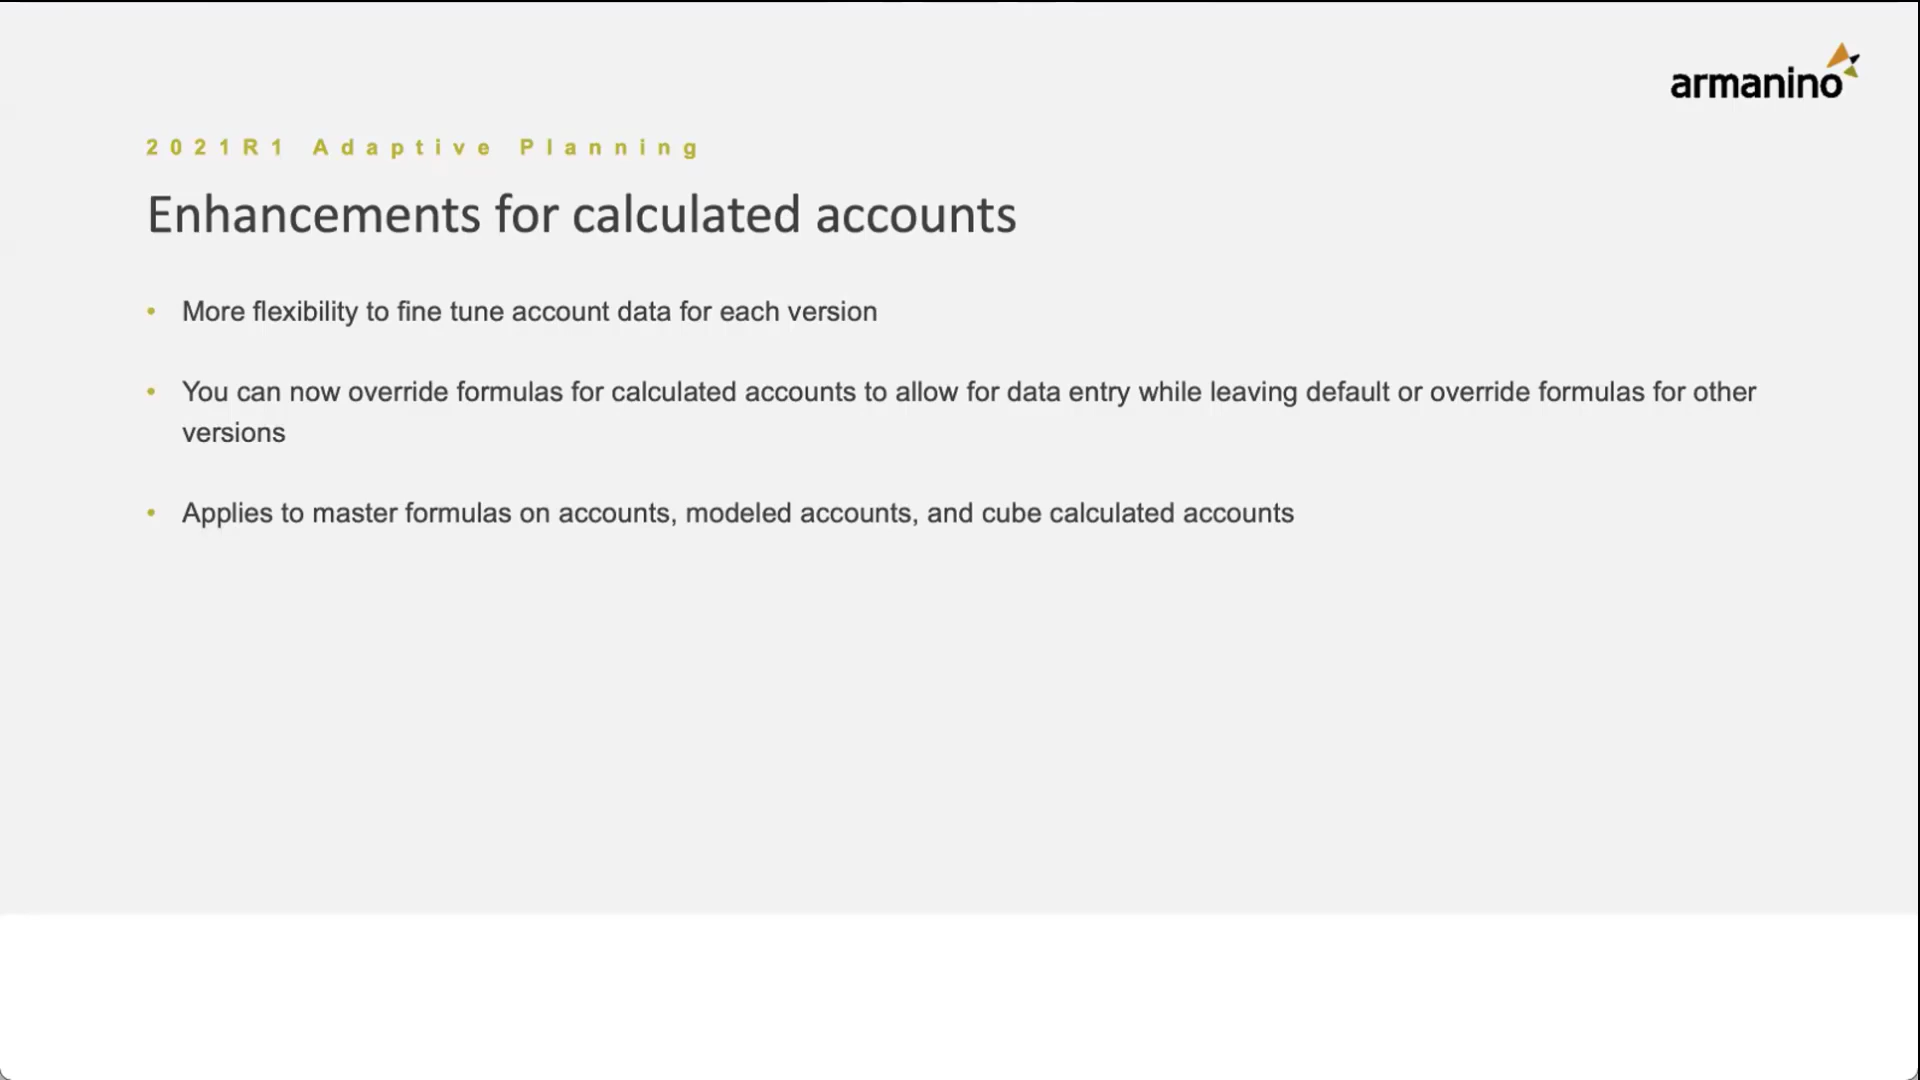 armanino
2021R1 Adaptive Planning
Enhancements for calculated accounts
• More flexibility to fine tune account data for each version
• You can now override formulas for calculated accounts to allow for data entry while leaving default or override formulas for other
versions
• Applies to master formulas on accounts, modeled accounts, and cube calculated accounts